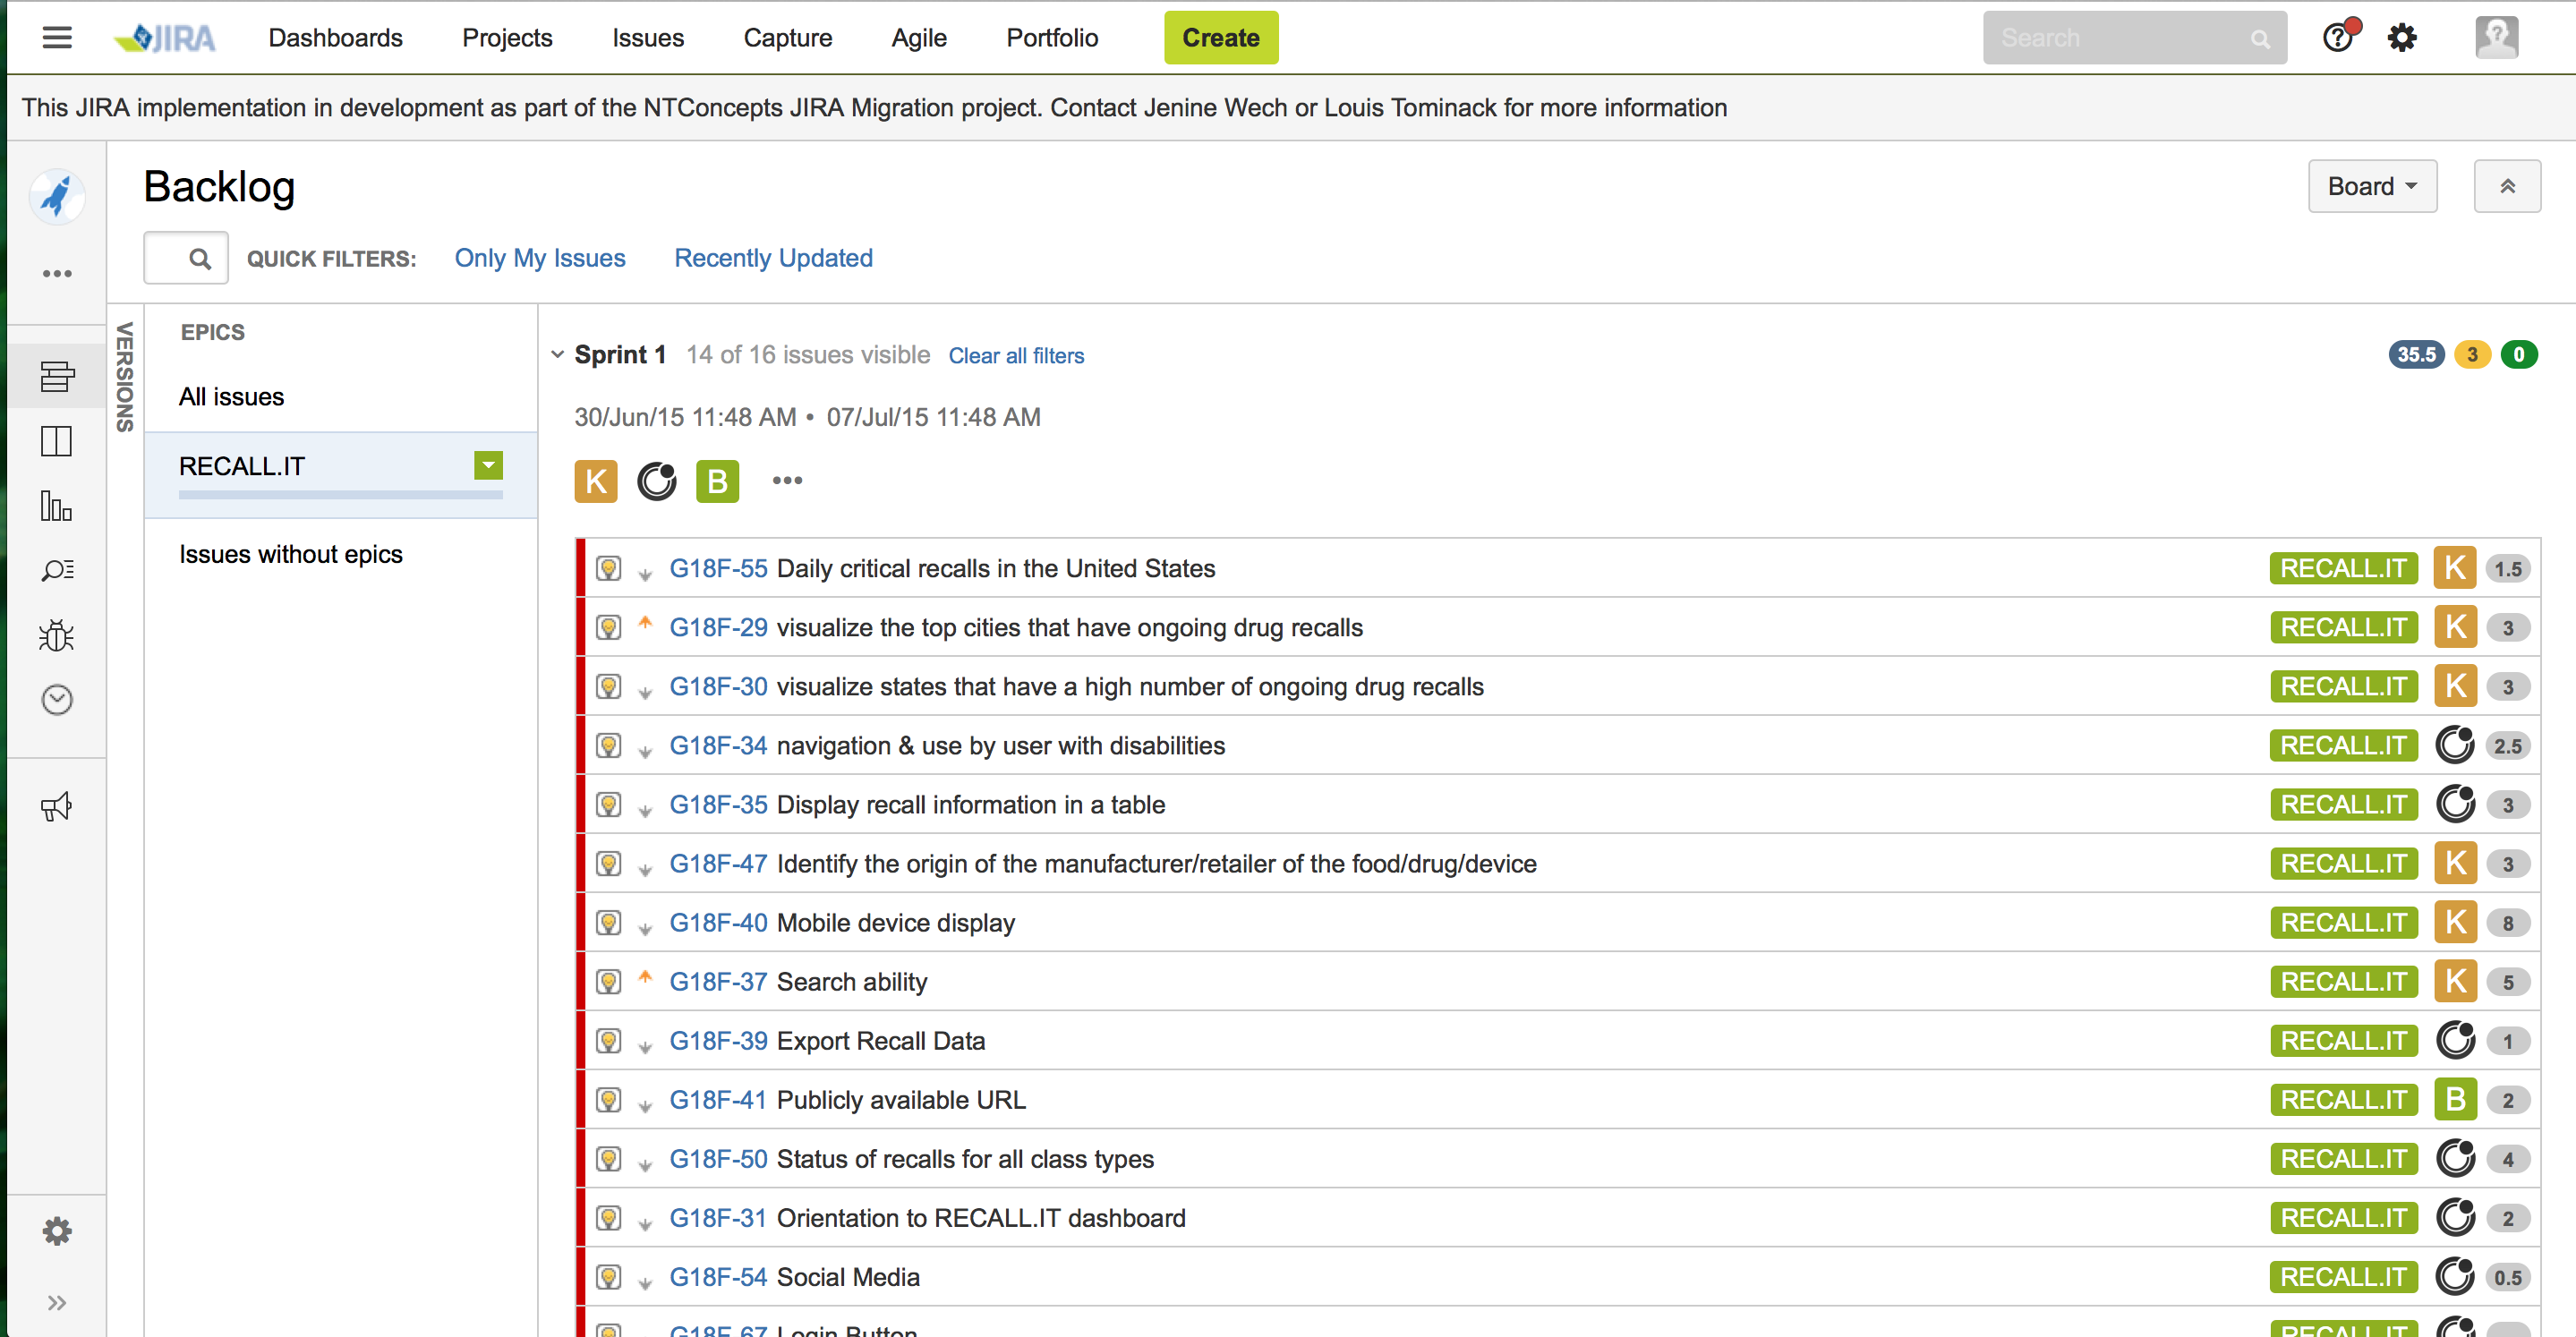 JIRA Dashboards Projects Issues Capture Agile Portfolio Create Search
This JIRA implementation in development as part of the NTConcepts JIRA Migration project. Contact Jenine Wech or Louis Tominack for more information
Backlog
Board
QUICK FILTERS: Only My Issues Recently Updated
VERSIONS
EPICS
All issues
RECALL.IT
Issues without epics
Sprint 1 14 of 16 issues visible Clear all filters 35.5 3 0
30/Jun/15 11:48 AM • 07/Jul/15 11:48 AM
K B
G18F-55 Daily critical recalls in the United States RECALL.IT K 1.5
G18F-29 visualize the top cities that have ongoing drug recalls RECALL.IT K 3
G18F-30 visualize states that have a high number of ongoing drug recalls RECALL.IT K 3
G18F-34 navigation & use by user with disabilities RECALL.IT 2.5
G18F-35 Display recall information in a table RECALL.IT 3
G18F-47 Identify the origin of the manufacturer/retailer of the food/drug/device RECALL.IT K 3
G18F-40 Mobile device display RECALL.IT K 8
G18F-37 Search ability RECALL.IT K 5
G18F-39 Export Recall Data RECALL.IT 1
G18F-41 Publicly available URL RECALL.IT B 2
G18F-50 Status of recalls for all class types RECALL.IT 4
G18F-31 Orientation to RECALL.IT dashboard RECALL.IT 2
G18F-54 Social Media RECALL.IT 0.5
G18F-67 Login Button RECALL.IT